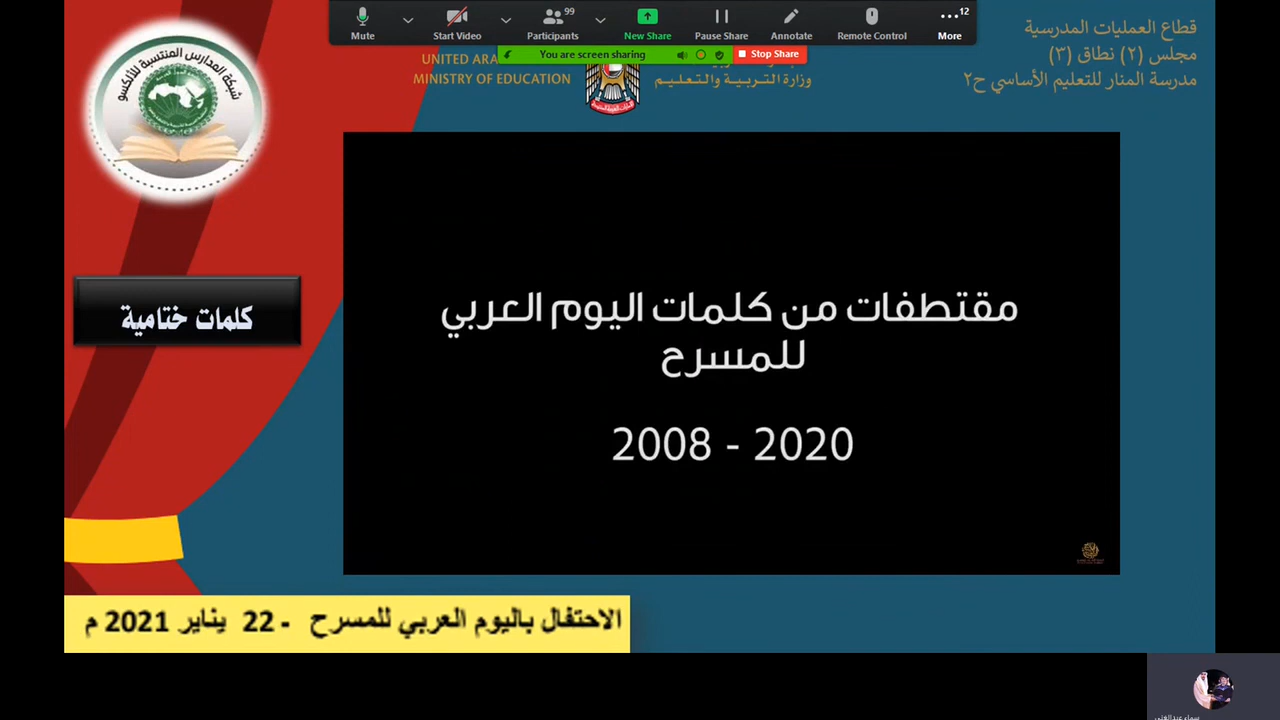 Mute
Start Video
Participants
99
New Share
Pause Share
Annotate
Remote Control
More
12
You are screen sharing
Stop Share
UNITED ARA
MINISTRY OF EDUCATION
وزارة التربية والتعليم
قطاع العمليات المدرسية
مجلس (٢) نطاق (٣)
مدرسة المنار للتعليم الأساسي ح٢
شبكة المدارس المنتسبة للألكسو
كلمات ختامية
مقتطفات من كلمات اليوم العربي
للمسرح
2008 - 2020
الاحتفال باليوم العربي للمسرح - 22 يناير 2021 م